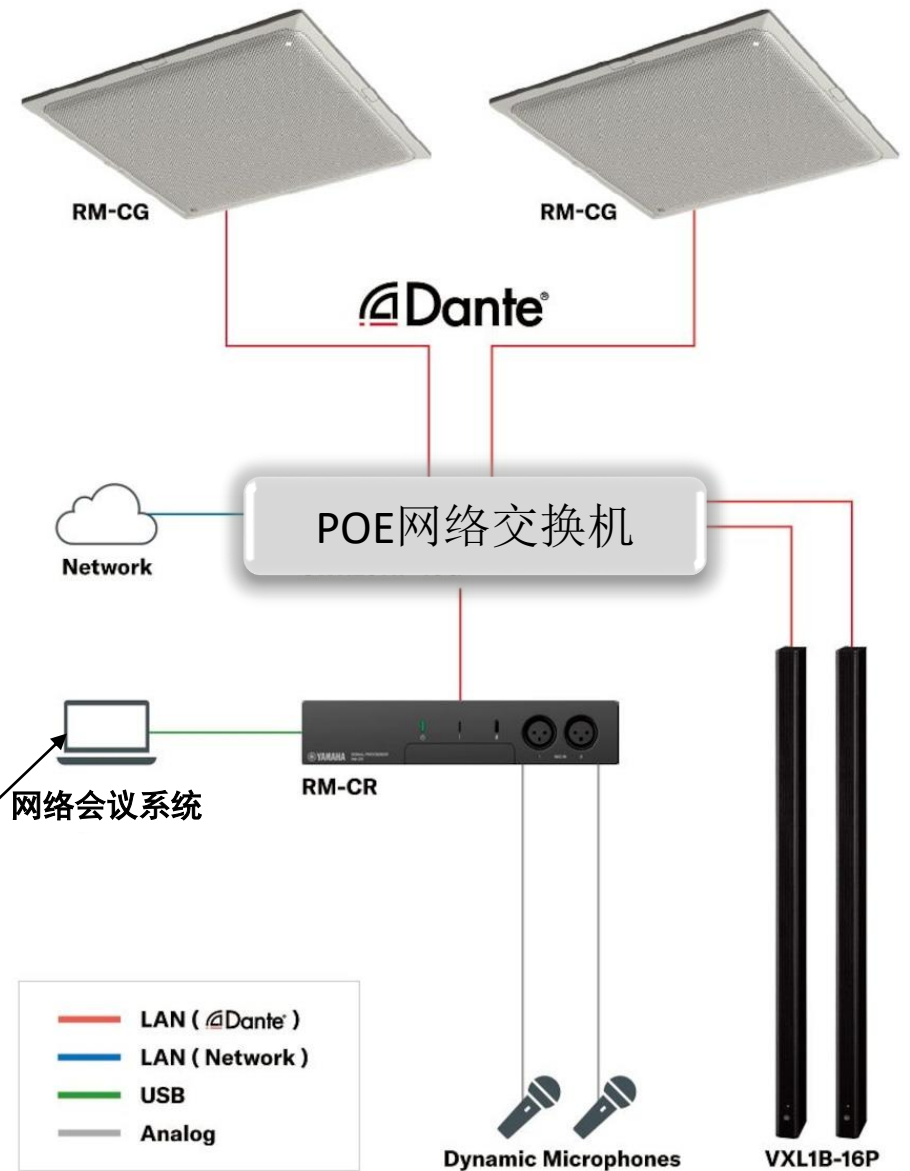 RM-CG
RM-CG
Dante®
POE网络交换机
Network
YAMAHA
RM-CR
网络会议系统
LAN ( Dante® )
LAN ( Network )
USB
Analog
Dynamic Microphones
VXL1B-16P